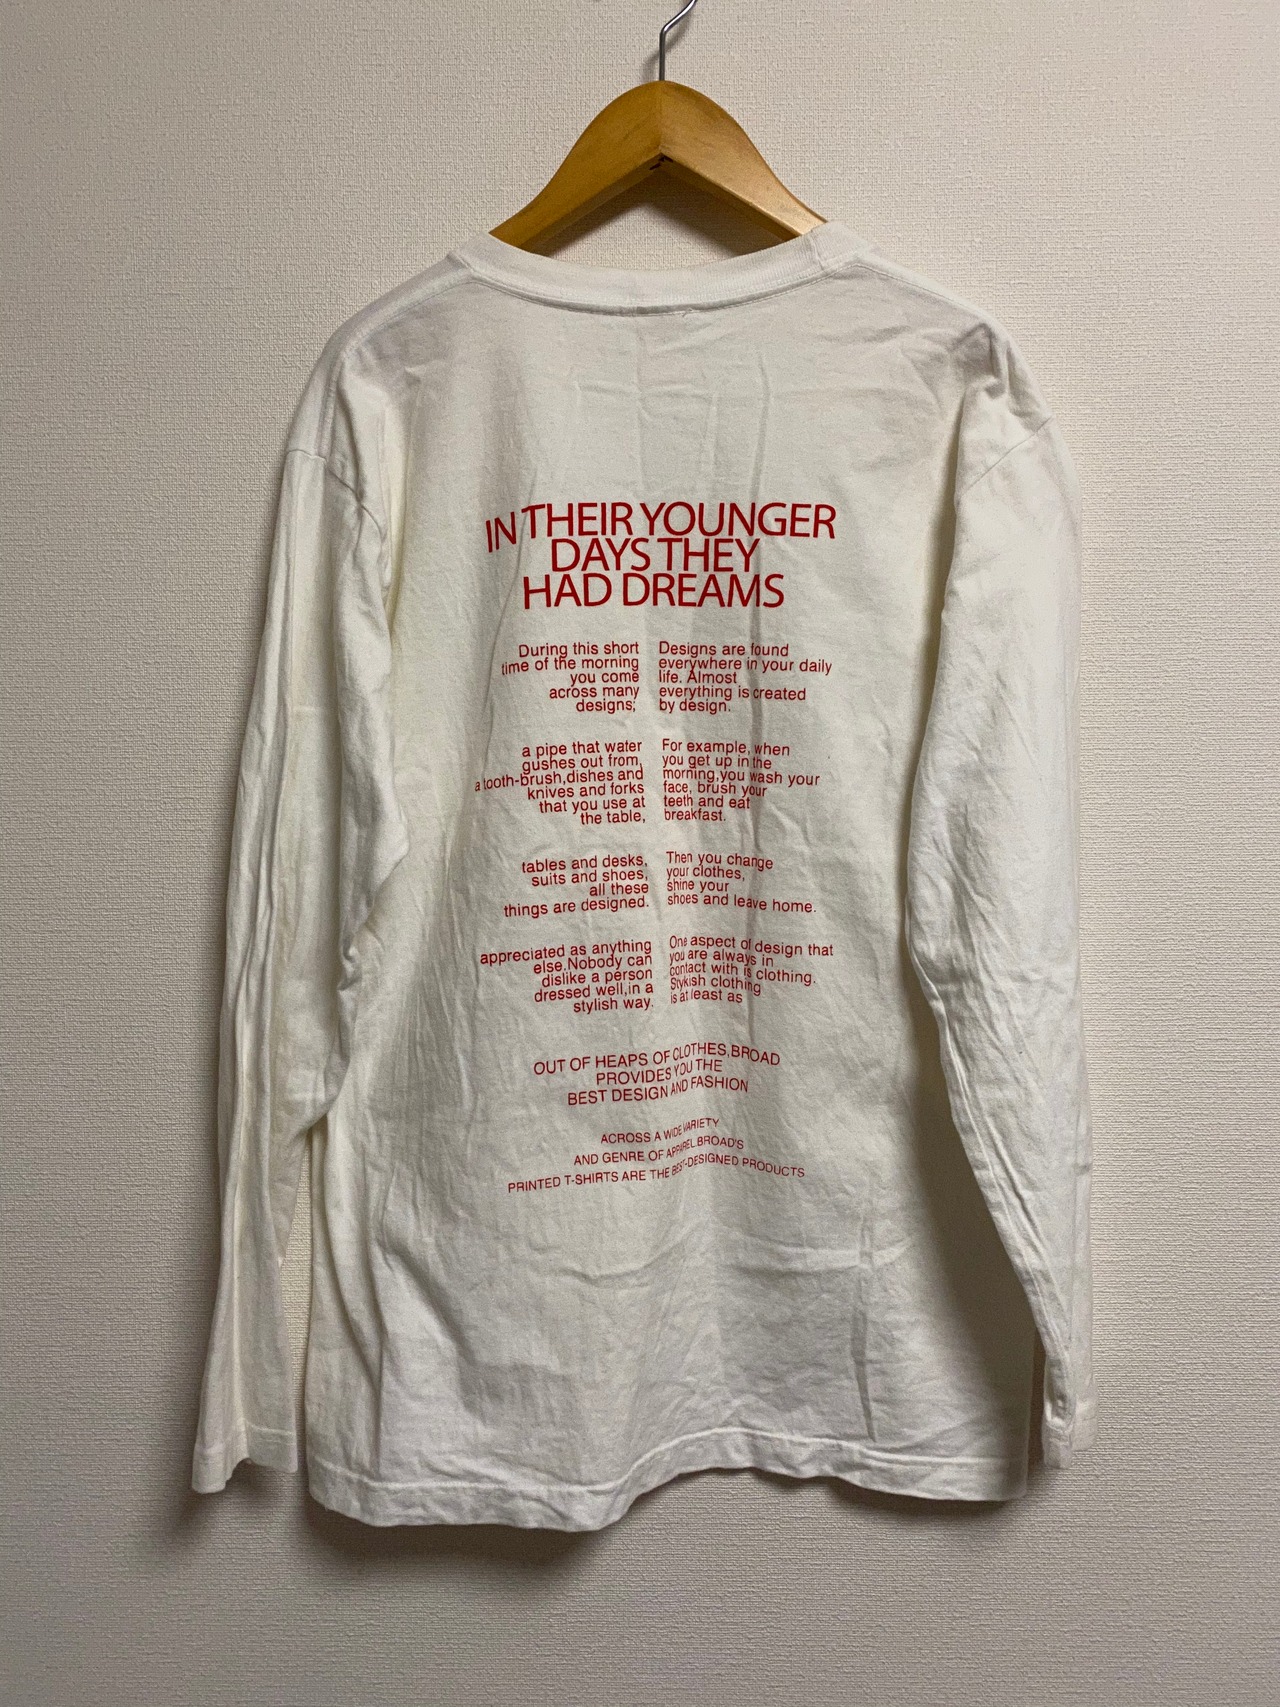 IN THEIR YOUNGER
DAYS THEY
HAD DREAMS
During this short
time of the morning
you come
across many
designs;
Designs are found
everywhere in your daily
life. Almost
everything is created
by design.
a pipe that water
gushes out from,
a tooth-brush,dishes and
knives and forks
that you use at
the table,
For example, when
you get up in the
morning,you wash your
face, brush your
teeth and eat
breakfast.
tables and desks,
suits and shoes,
all these
things are designed.
Then you change
your clothes,
shine your
shoes and leave home.
appreciated as anything
else.Nobody can
dislike a person
dressed well,in a
stylish way.
One aspect of design that
you are always in
contact with is clothing.
Stykish clothing
is at least as
OUT OF HEAPS OF CLOTHES,BROAD
PROVIDES YOU THE
BEST DESIGN AND FASHION
ACROSS A WIDE VARIETY
AND GENRE OF APPAREL BROAD'S
PRINTED T-SHIRTS ARE THE BEST-DESIGNED PRODUCTS